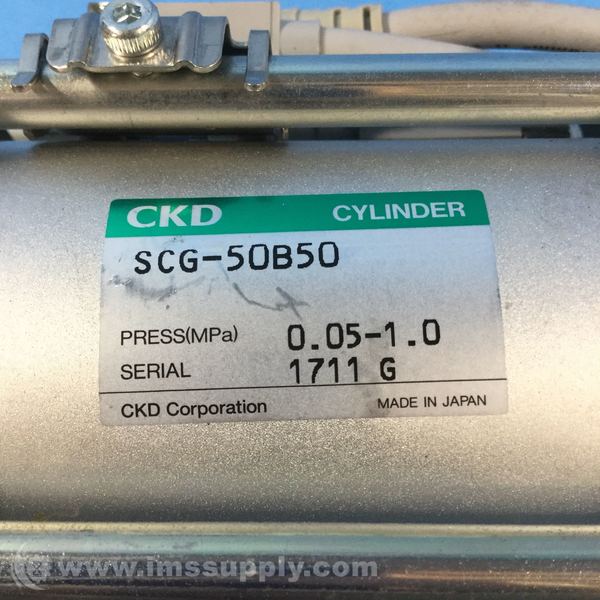 CKD CYLINDER
SCG-50B50
PRESS(MPa) 0.05-1.0
SERIAL 1711 G
CKD Corporation MADE IN JAPAN
www.imssupply.com